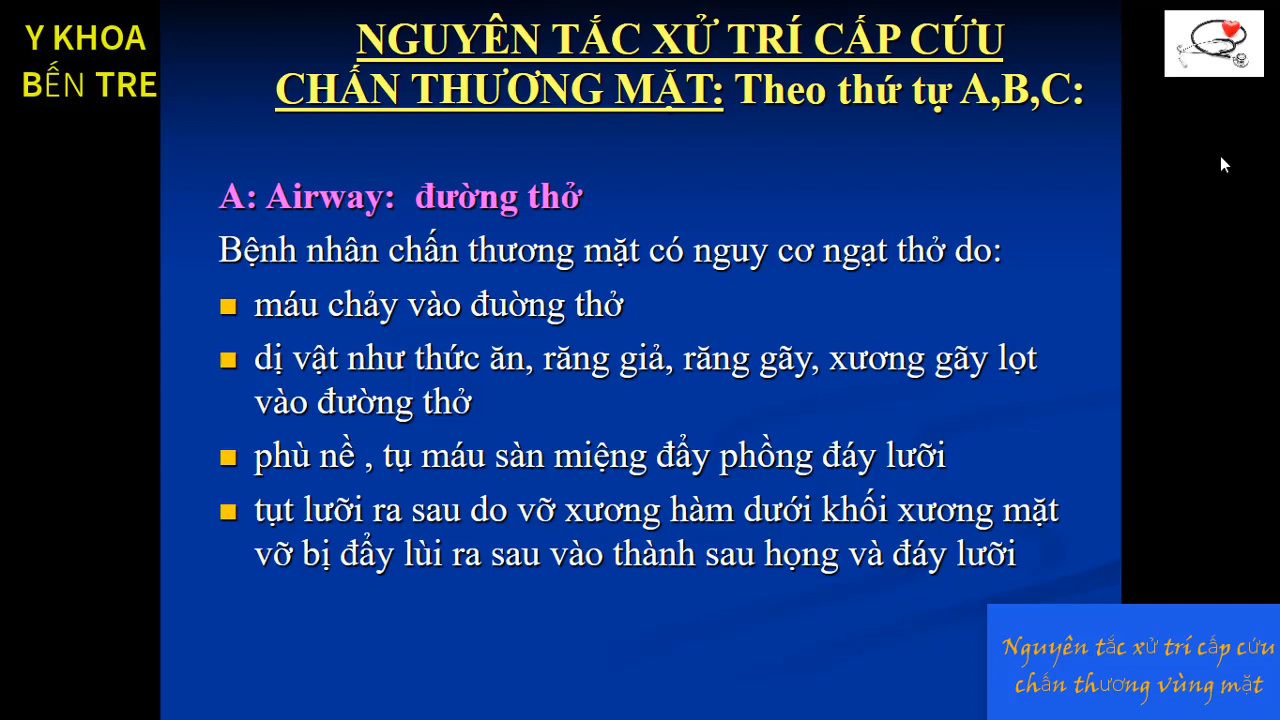 Y KHOA
BẾN TRE
NGUYÊN TẮC XỬ TRÍ CẤP CỨU
CHẤN THƯƠNG MẶT: Theo thứ tự A,B,C:
A: Airway: đường thở
Bệnh nhân chấn thương mặt có nguy cơ ngạt thở do:
máu chảy vào đuờng thở
dị vật như thức ăn, răng giả, răng gãy, xương gãy lọt
vào đường thở
phù nề , tụ máu sàn miệng đẩy phồng đáy lưỡi
tụt lưỡi ra sau do vỡ xương hàm dưới khối xương mặt
vỡ bị đẩy lùi ra sau vào thành sau họng và đáy lưỡi
Nguyên tắc xử trí cấp cứu
chấn thương vùng mặt